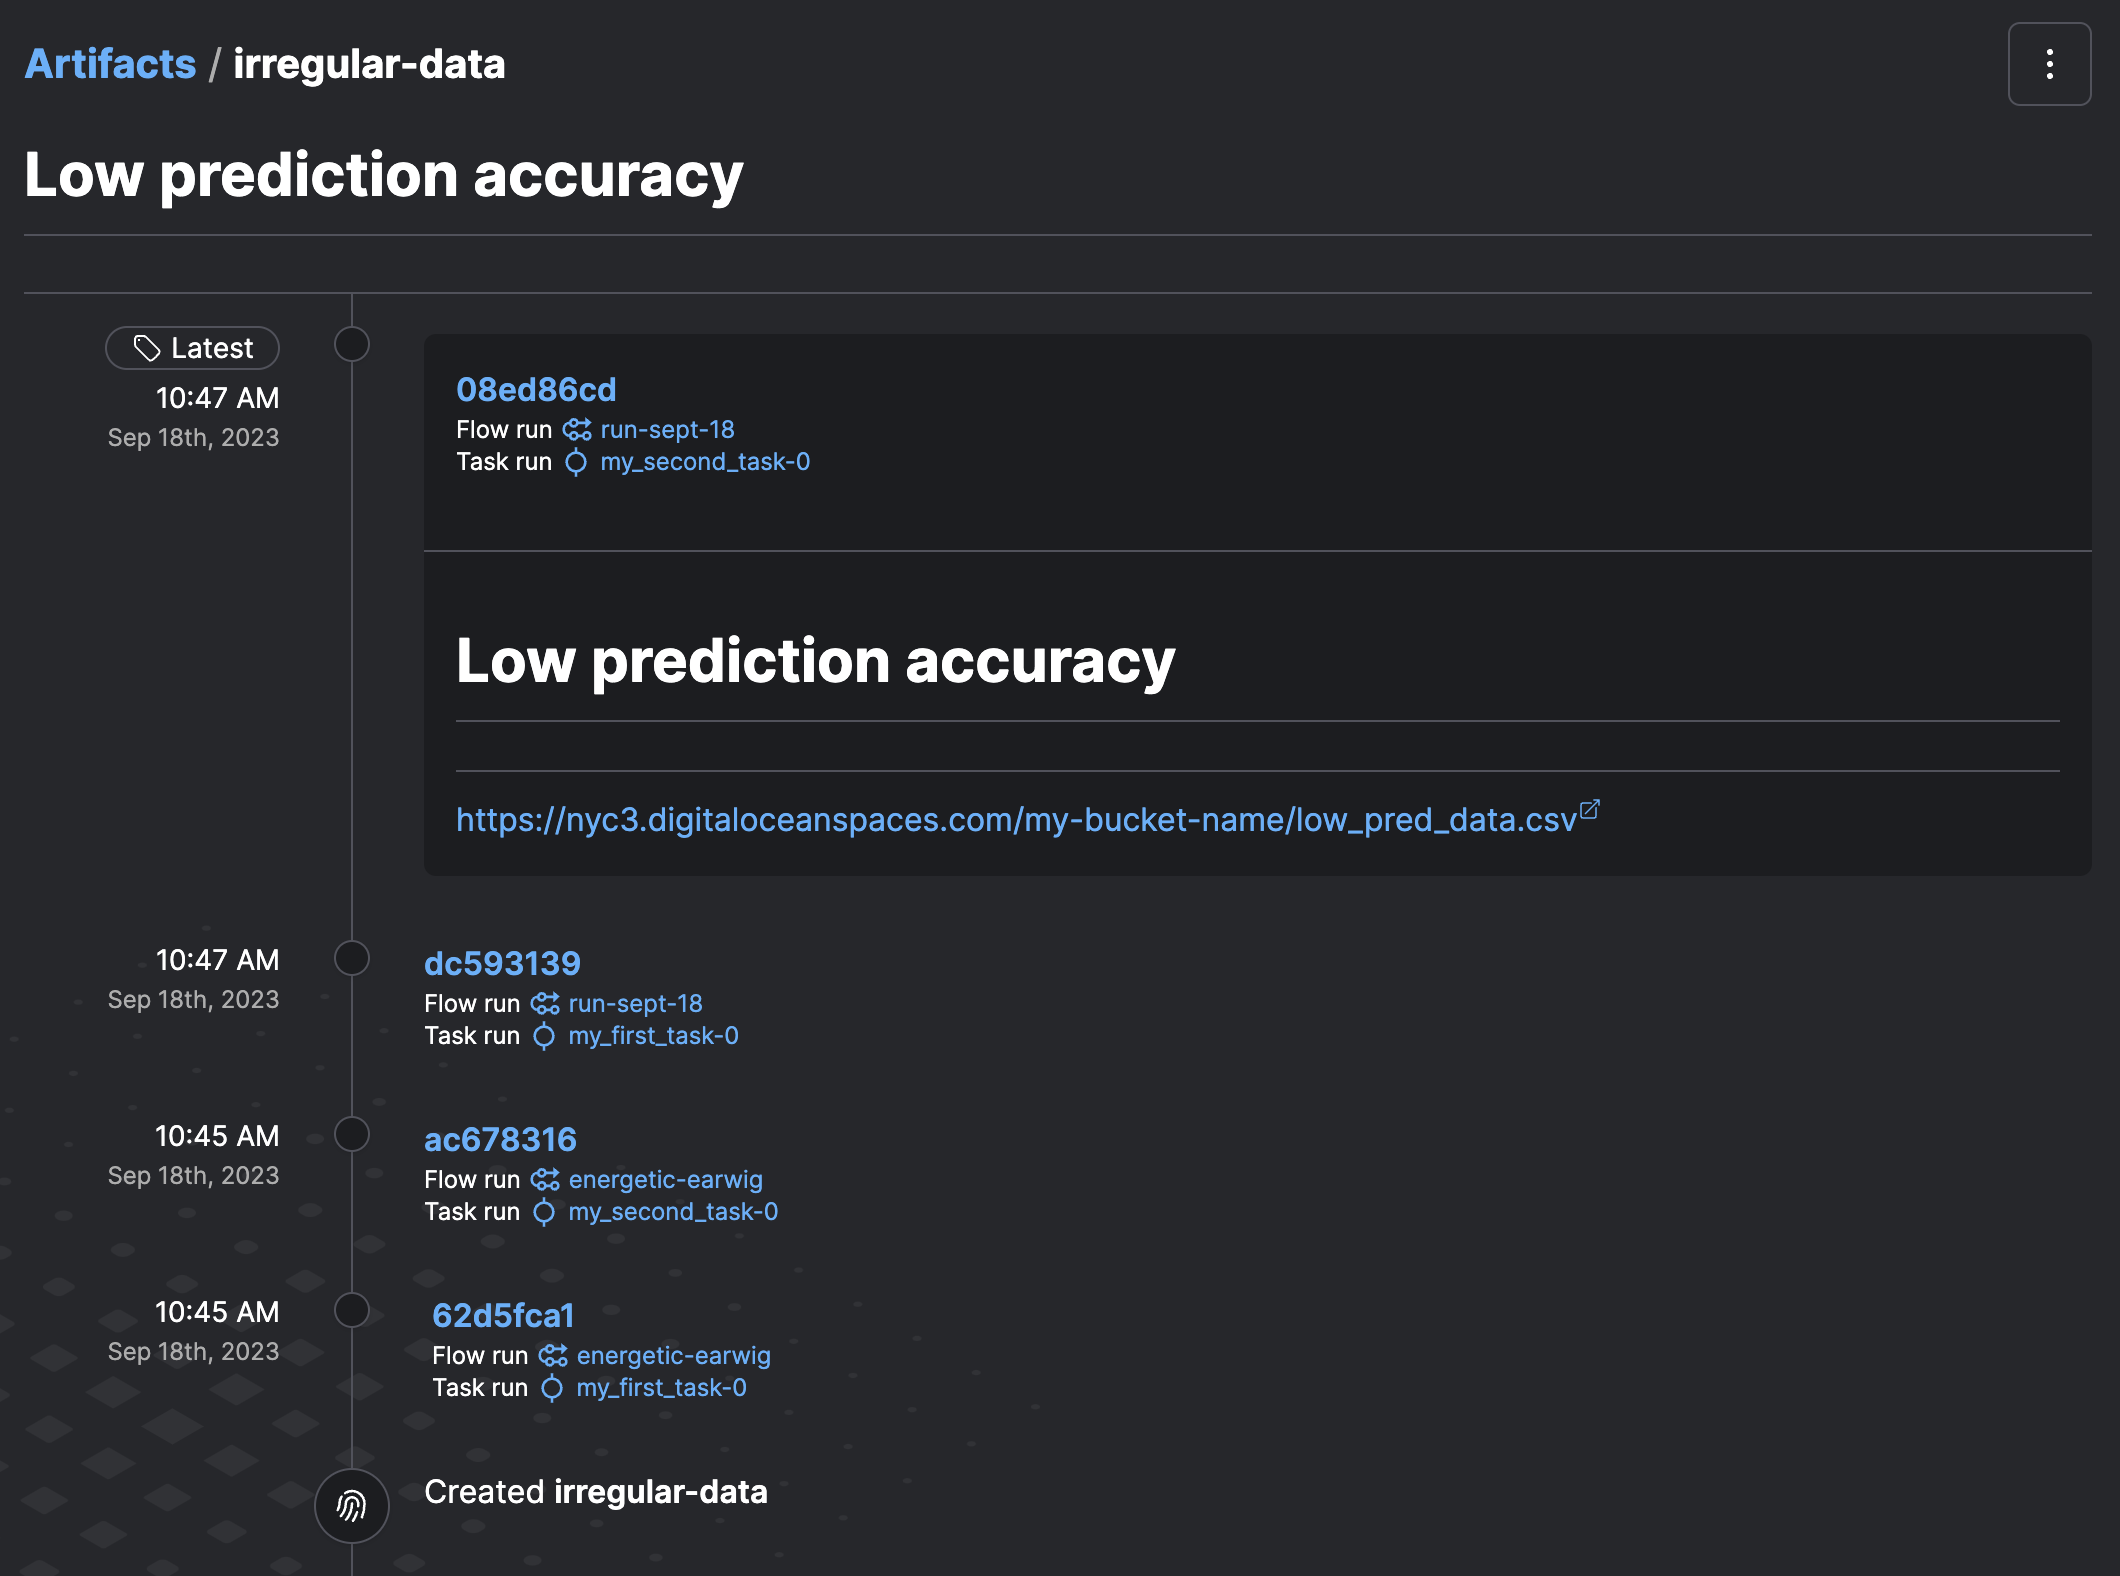 Artifacts / irregular-data
Low prediction accuracy
Latest
10:47 AM
Sep 18th, 2023
08ed86cd
Flow run run-sept-18
Task run my_second_task-0
Low prediction accuracy
https://nyc3.digitaloceanspaces.com/my-bucket-name/low_pred_data.csv
10:47 AM
Sep 18th, 2023
dc593139
Flow run run-sept-18
Task run my_first_task-0
10:45 AM
Sep 18th, 2023
ac678316
Flow run energetic-earwig
Task run my_second_task-0
10:45 AM
Sep 18th, 2023
62d5fca1
Flow run energetic-earwig
Task run my_first_task-0
Created irregular-data